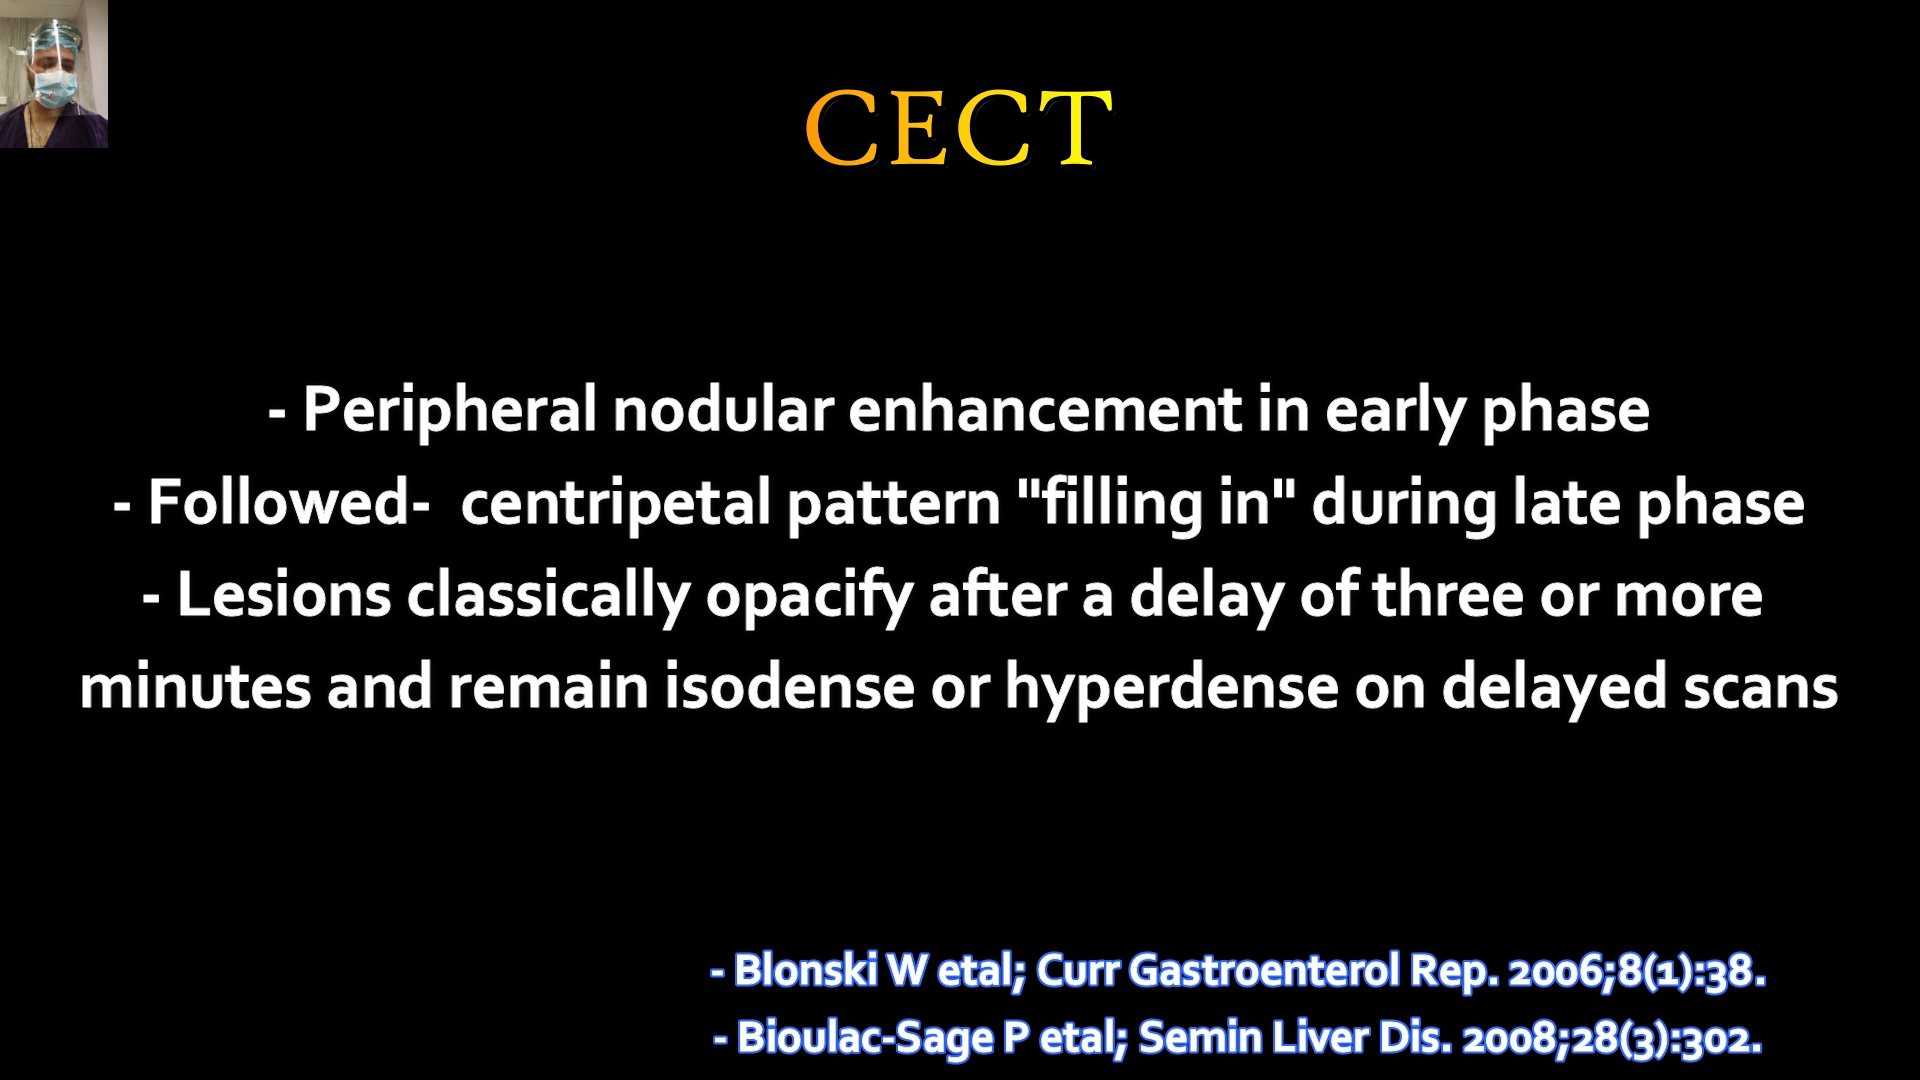 CECT
- Peripheral nodular enhancement in early phase
- Followed-  centripetal pattern "filling in" during late phase
- Lesions classically opacify after a delay of three or more
minutes and remain isodense or hyperdense on delayed scans
- Blonski W etal; Curr Gastroenterol Rep. 2006;8(1):38.
- Bioulac-Sage P etal; Semin Liver Dis. 2008;28(3):302.